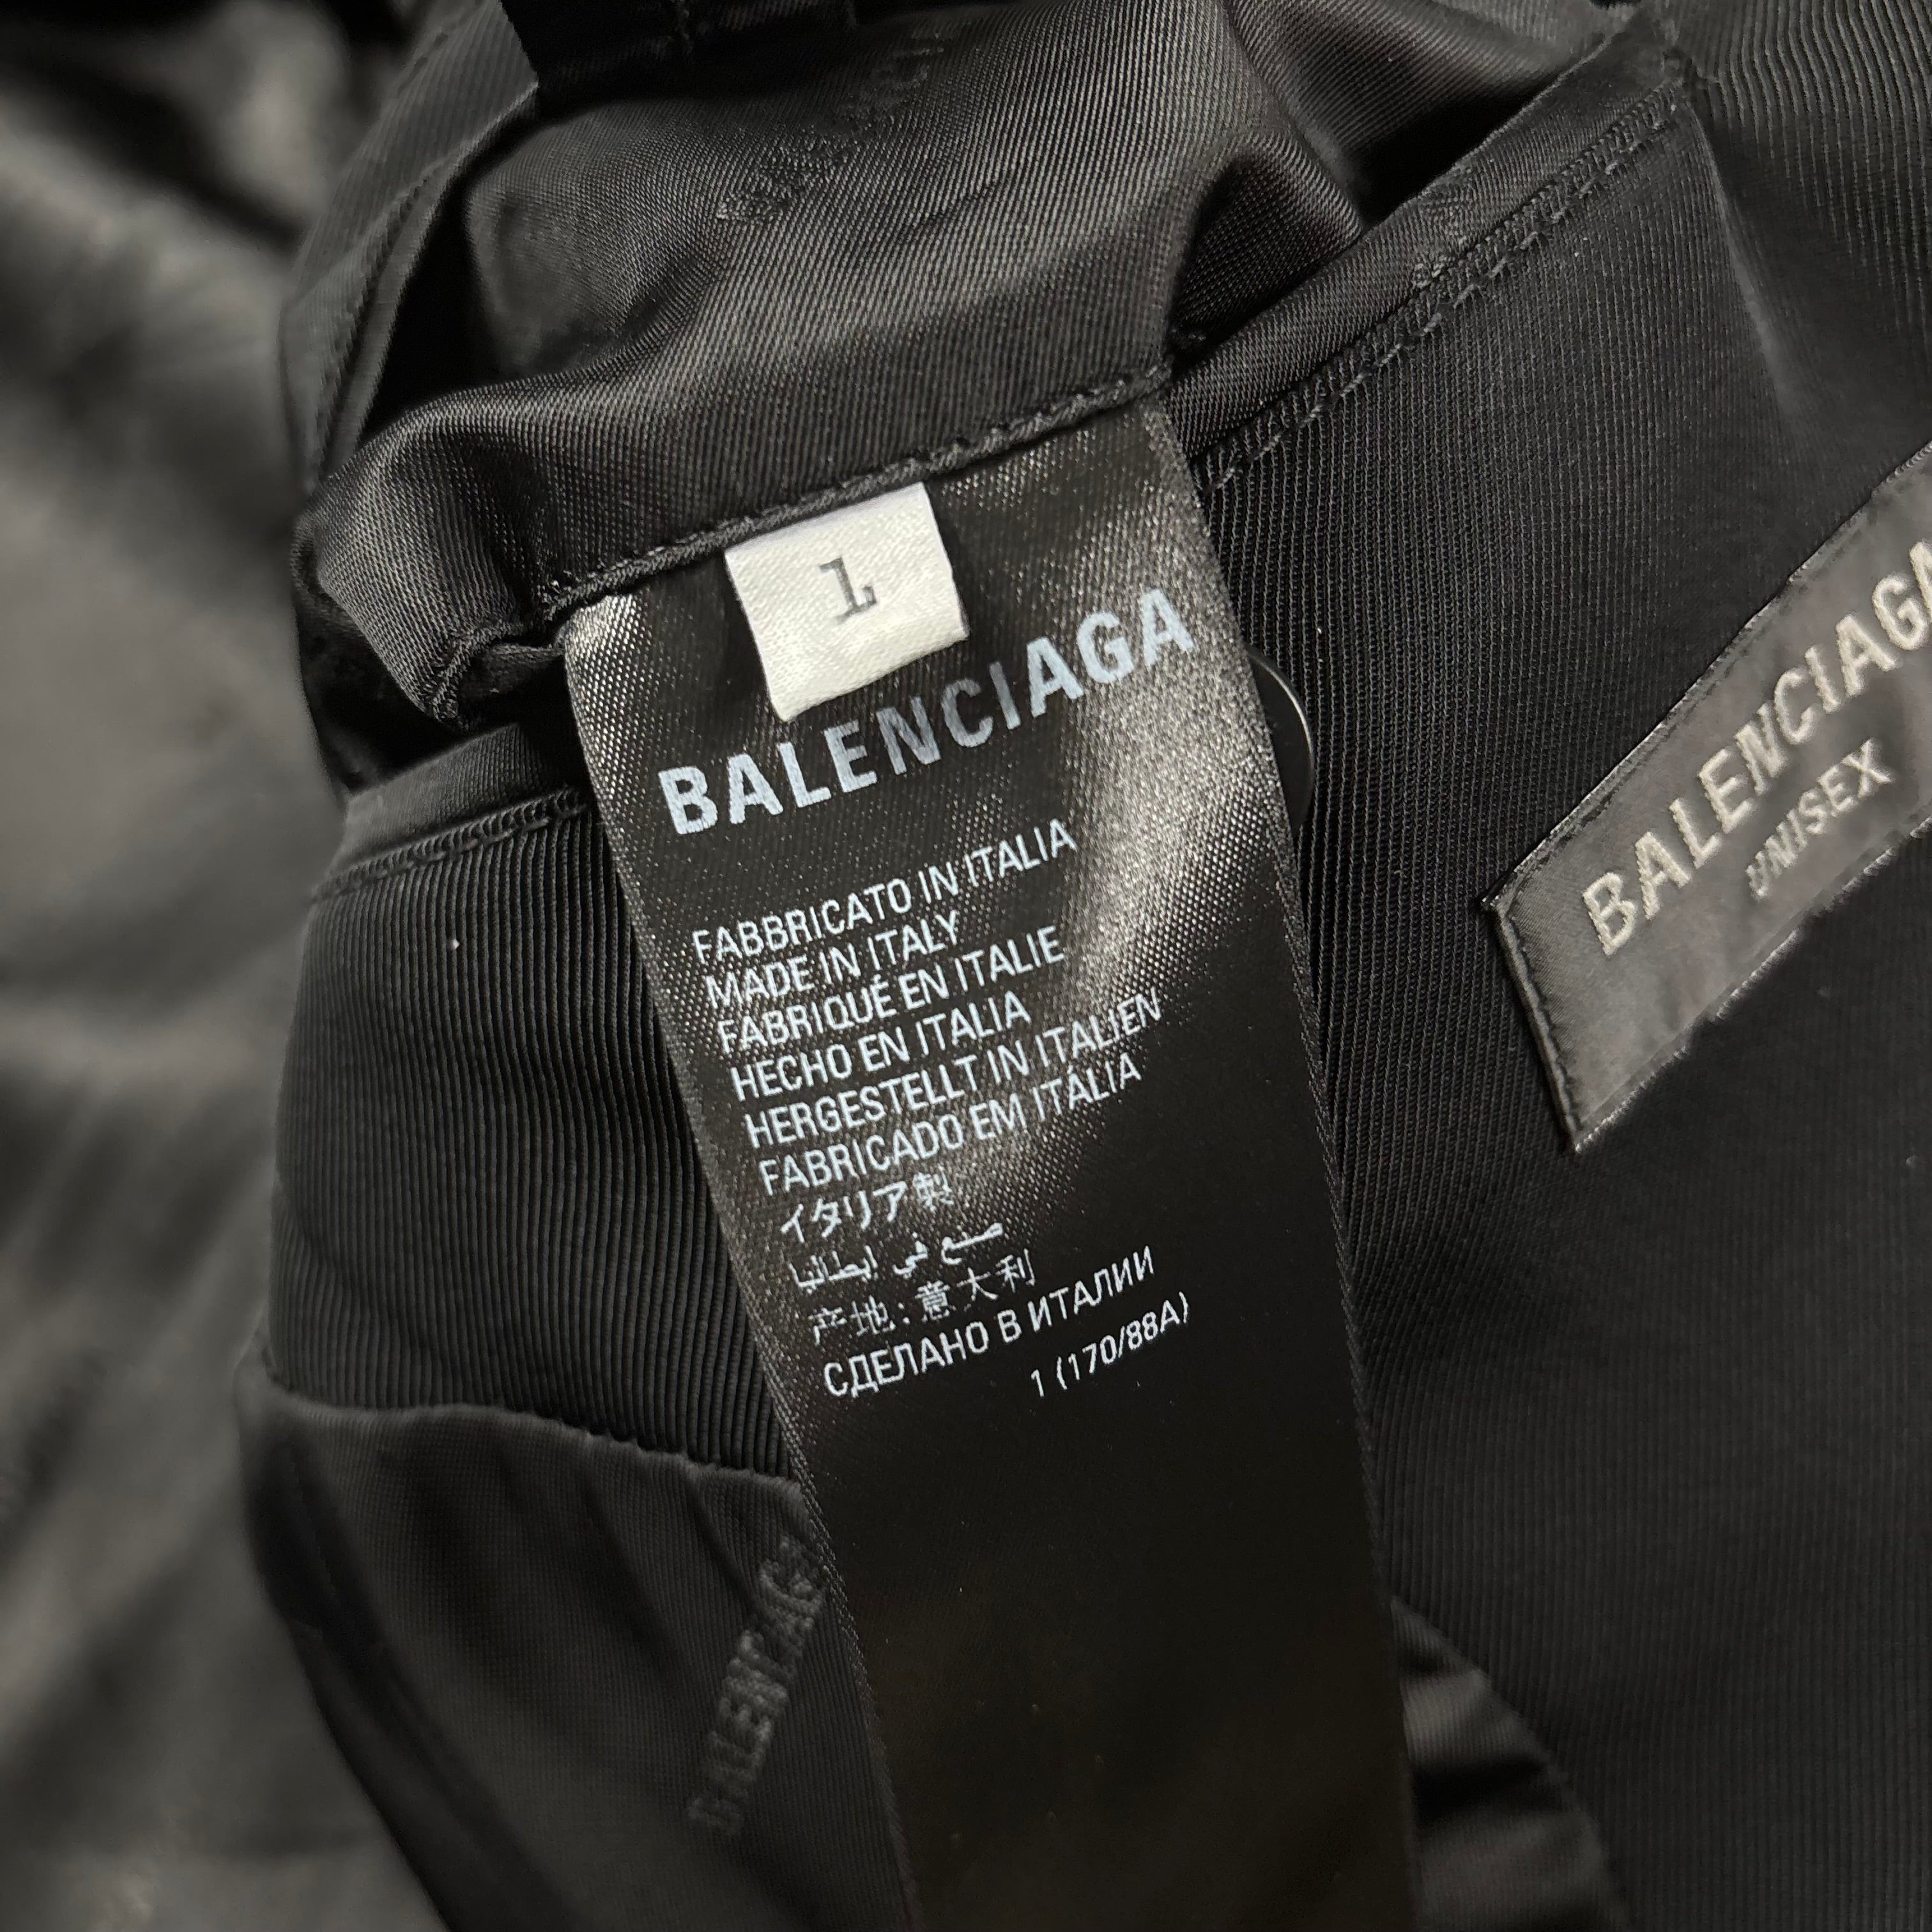 1
BALENCIAGA
FABBRICATO IN ITALIA
MADE IN ITALY
FABRIQUÉ EN ITALIE
HECHO EN ITALIA
HERGESTELLT IN ITALIEN
FABRICADO EM ITÁLIA
イタリア製
صنع في ايطاليا
产地:意大利
СДЕЛАНО В ИТАЛИИ
1 (170/88A)
BALENCIAGA
UNISEX
BALENCIAGA